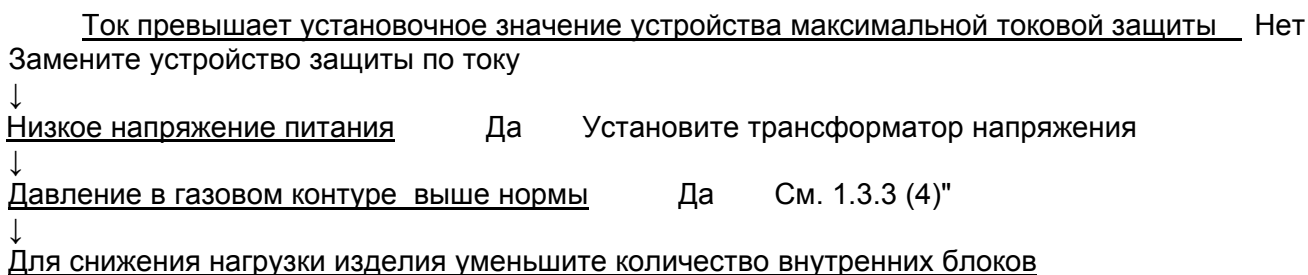 Ток превышает установочное значение устройства максимальной токовой защиты Нет
Замените устройство защиты по току
↓
Низкое напряжение питания Да Установите трансформатор напряжения
↓
Давление в газовом контуре выше нормы Да См. 1.3.3 (4)"
↓
Для снижения нагрузки изделия уменьшите количество внутренних блоков